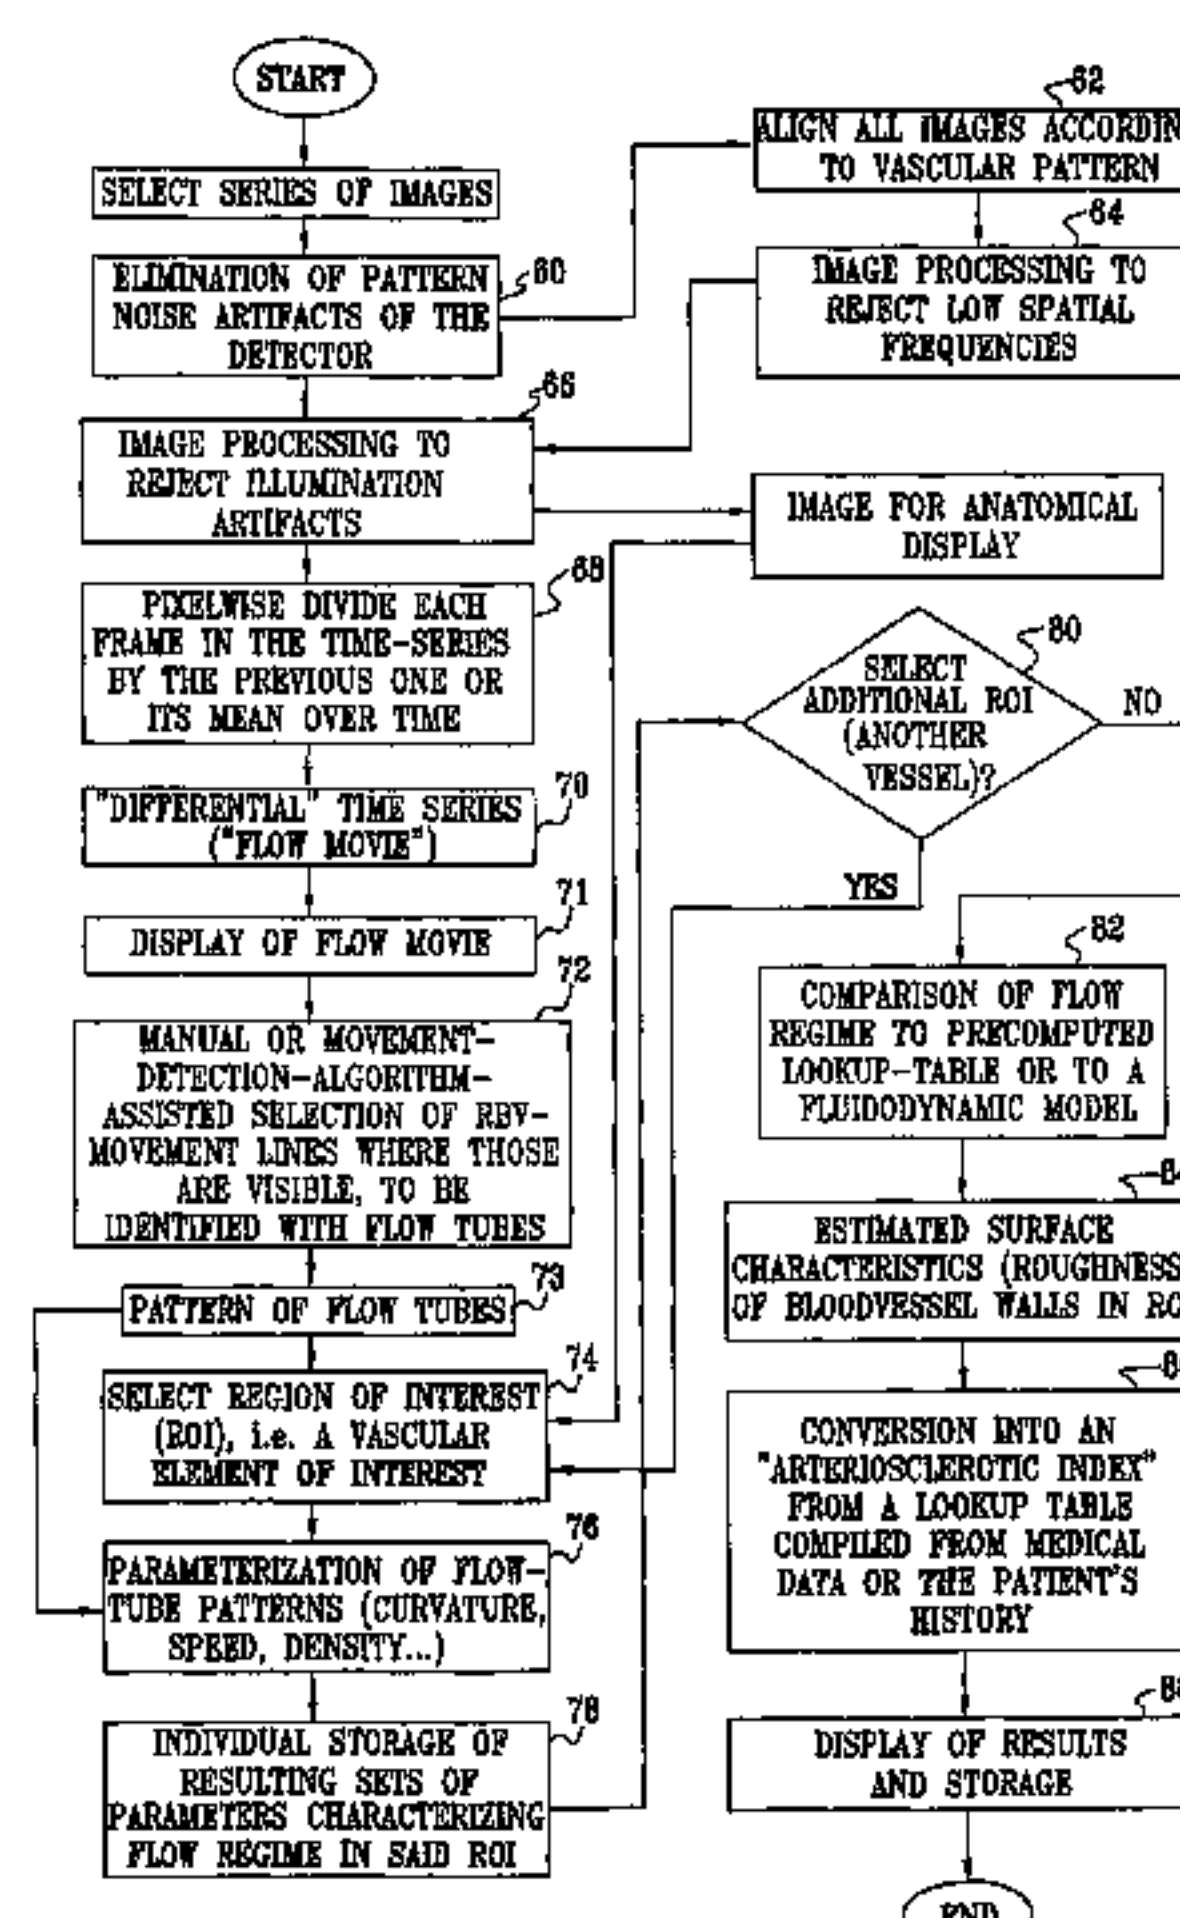 START
SELECT SERIES OF IMAGES
60
ELIMINATION OF PATTERN
NOISE ARTIFACTS OF THE
DETECTOR
62
ALIGN ALL IMAGES ACCORDIN
TO VASCULAR PATTERN
64
IMAGE PROCESSING TO
REJECT LOW SPATIAL
FREQUENCIES
66
IMAGE PROCESSING TO
REJECT ILLUMINATION
ARTIFACTS
IMAGE FOR ANATOMICAL
DISPLAY
68
PIXELWISE DIVIDE EACH
FRAME IN THE TIME-SERIES
BY THE PREVIOUS ONE OR
ITS MEAN OVER TIME
70
"DIFFERENTIAL" TIME SERIES
("FLOW MOVIE")
71
DISPLAY OF FLOW MOVIE
72
MANUAL OR MOVEMENT-
DETECTION-ALGORITHM-
ASSISTED SELECTION OF RBV-
MOVEMENT LINES WHERE THOSE
ARE VISIBLE, TO BE
IDENTIFIED WITH FLOW TUBES
73
PATTERN OF FLOW TUBES
74
SELECT REGION OF INTEREST
(ROI), i.e. A VASCULAR
ELEMENT OF INTEREST
76
PARAMETERIZATION OF FLOW-
TUBE PATTERNS (CURVATURE,
SPEED, DENSITY...)
78
INDIVIDUAL STORAGE OF
RESULTING SETS OF
PARAMETERS CHARACTERIZING
FLOW REGIME IN SAID ROI
80
SELECT
ADDITIONAL ROI
(ANOTHER
VESSEL)?
NO
YES
82
COMPARISON OF FLOW
REGIME TO PRECOMPUTED
LOOKUP-TABLE OR TO A
FLUIDODYNAMIC MODEL
ESTIMATED SURFACE
CHARACTERISTICS (ROUGHNESS
OF BLOODVESSEL WALLS IN RO
CONVERSION INTO AN
"ARTERIOSCLEROTIC INDEX"
FROM A LOOKUP TABLE
COMPILED FROM MEDICAL
DATA OR THE PATIENT'S
HISTORY
DISPLAY OF RESULTS
AND STORAGE
END